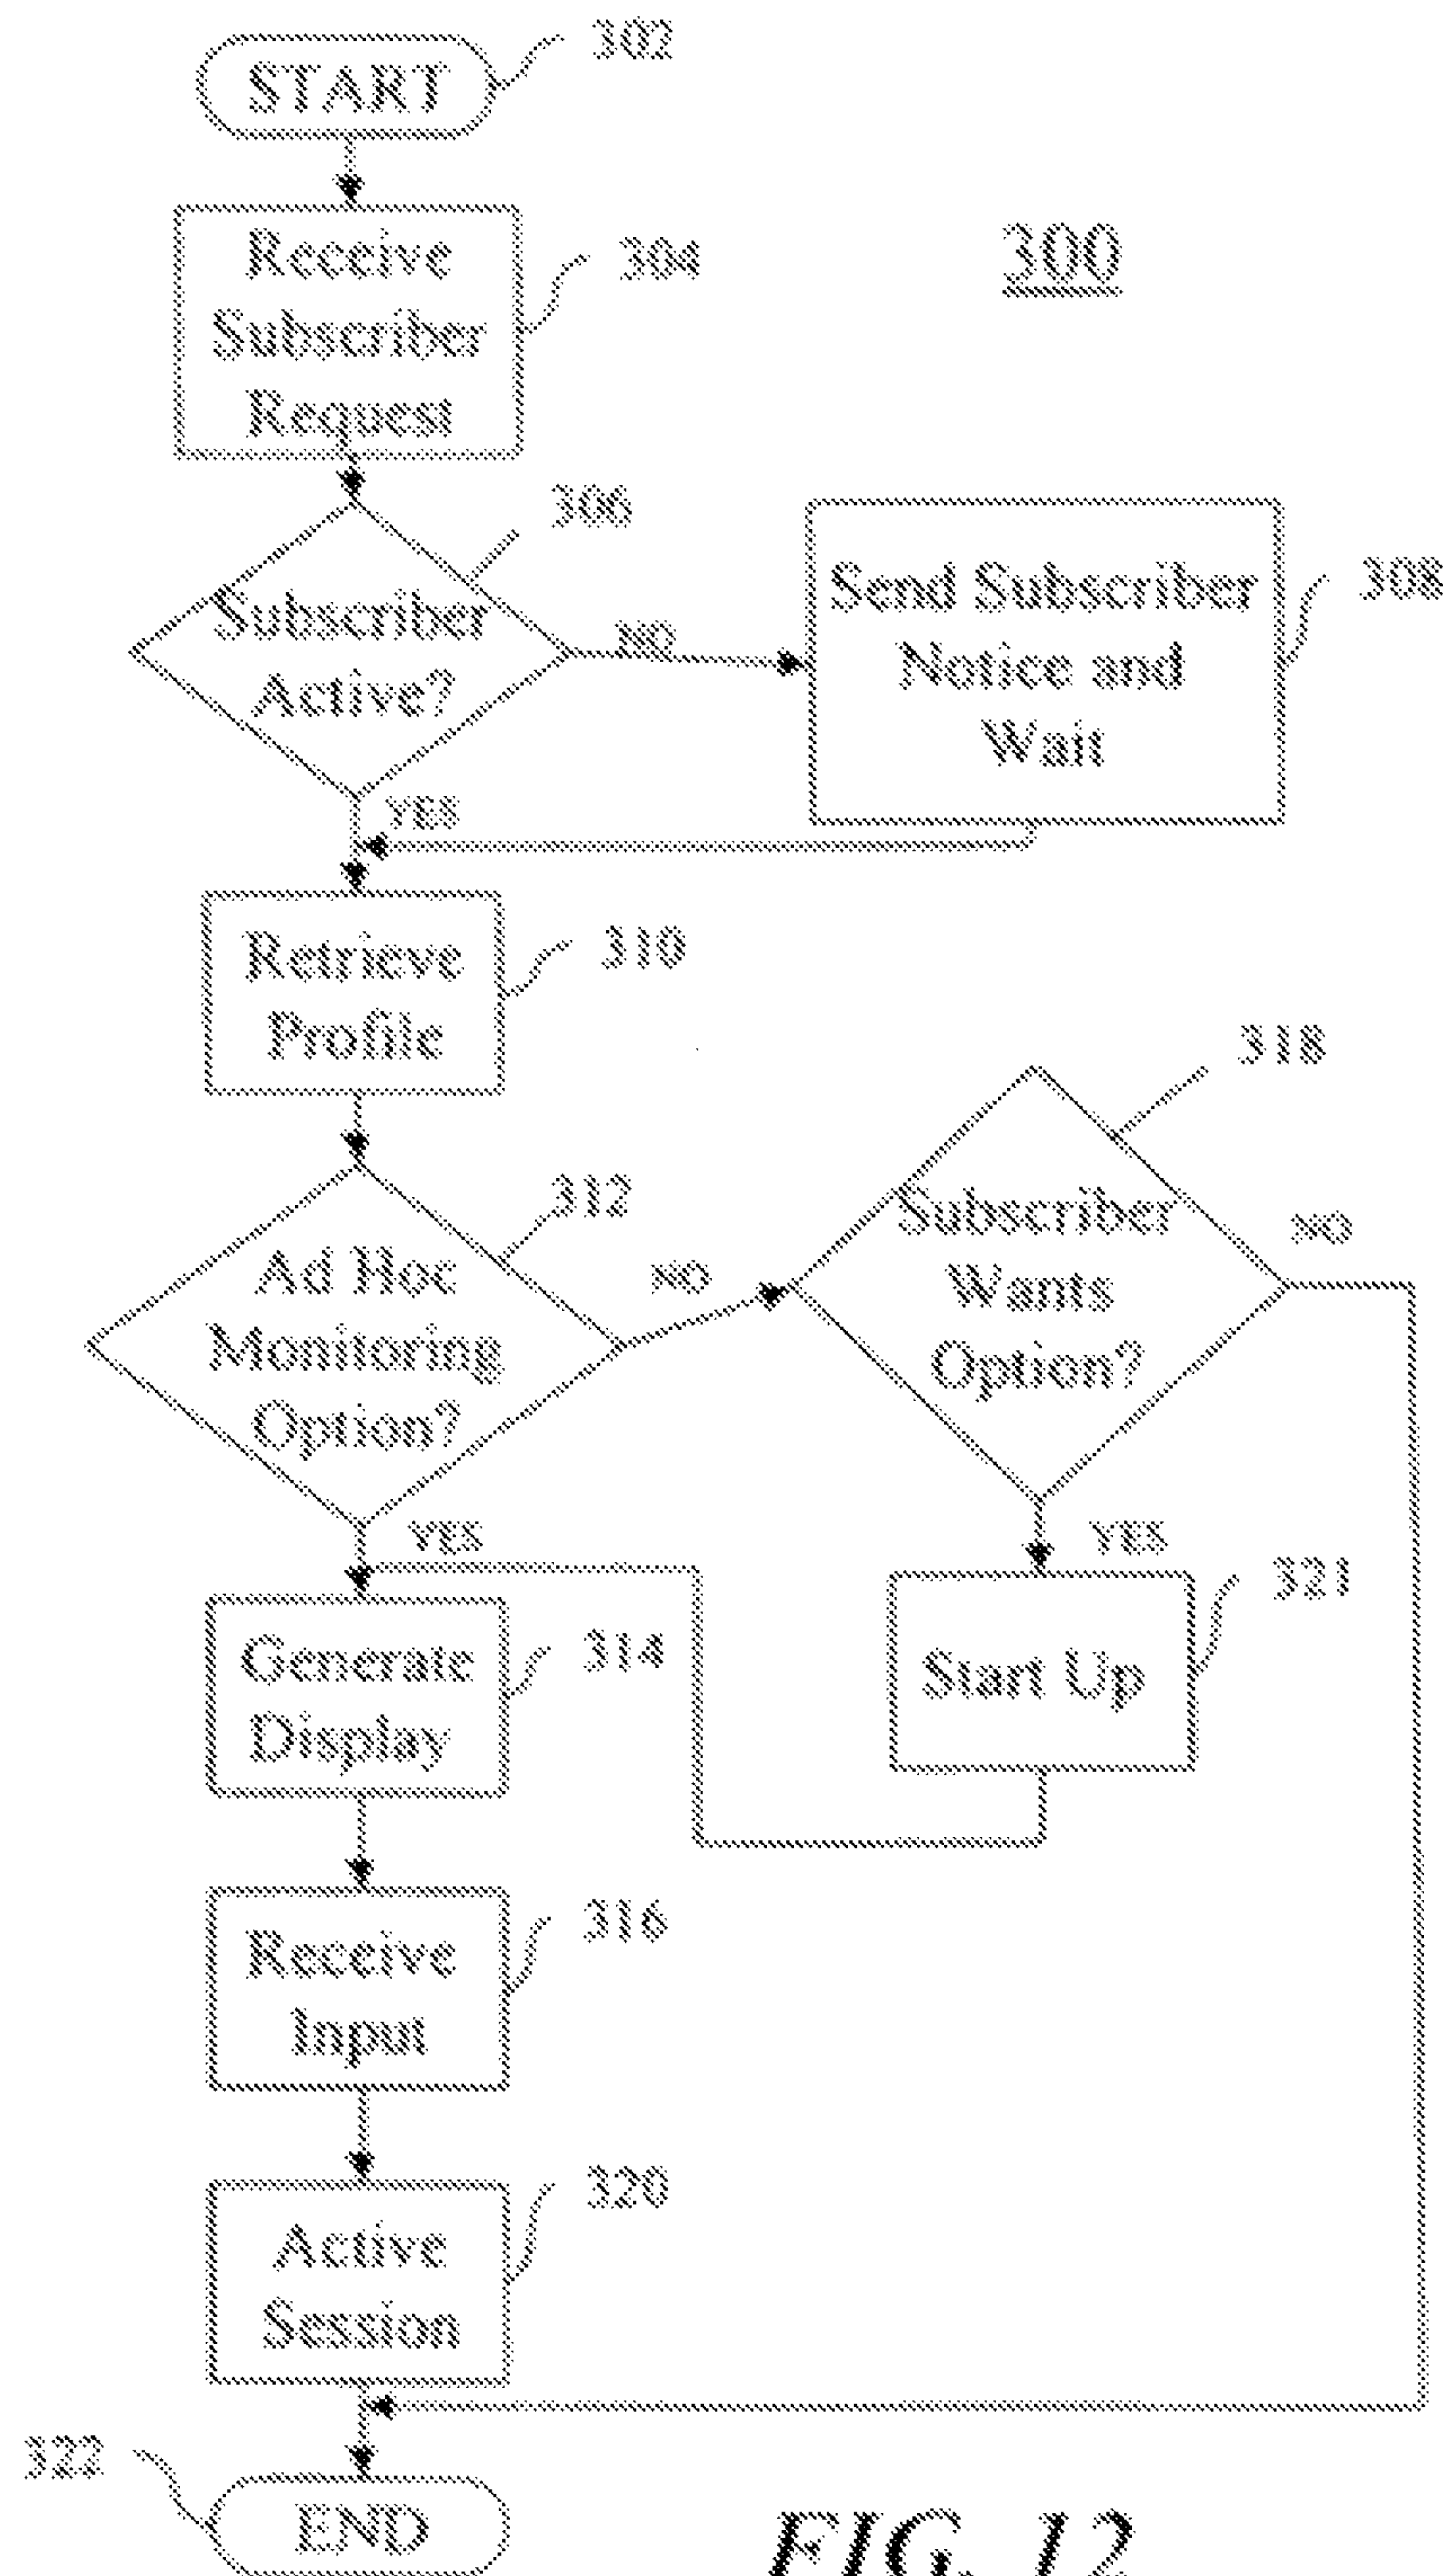 START
302
Receive
Subscriber
Request
304
300
Subscriber
Active?
306
NO
YES
Send Subscriber
Notice and
Wait
308
Retrieve
Profile
310
Ad Hoc
Monitoring
Option?
312
NO
YES
Subscriber
Wants
Option?
318
NO
YES
Start Up
321
Generate
Display
314
Receive
Input
316
Active
Session
320
322
END
FIG. 12